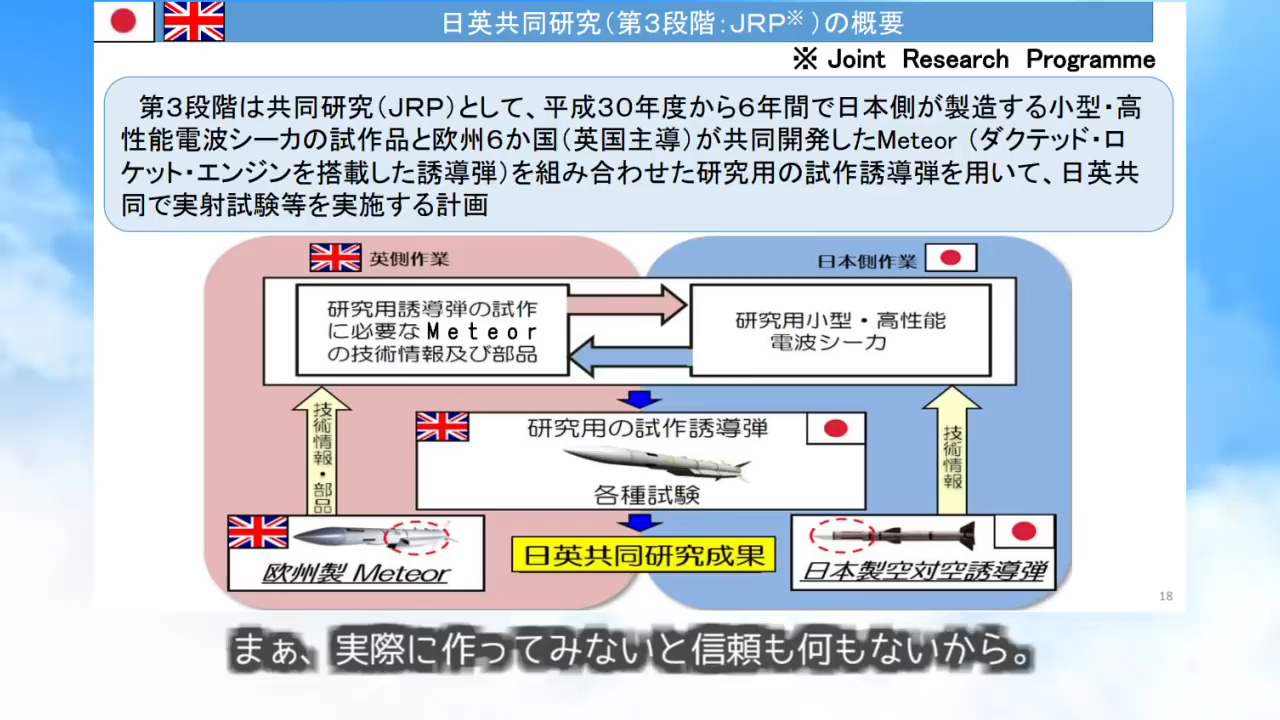 日英共同研究(第3段階:JRP※)の概要
※ Joint Research Programme
第3段階は共同研究(JRP)として、平成30年度から6年間で日本側が製造する小型・高
性能電波シーカの試作品と欧州6か国(英国主導)が共同開発したMeteor(ダクテッド・ロ
ケット・エンジンを搭載した誘導弾)を組み合わせた研究用の試作誘導弾を用いて、日英共
同で実射試験等を実施する計画
英側作業
日本側作業
研究用誘導弾の試作
に必要なMeteor
の技術情報及び部品
研究用小型・高性能
電波シーカ
技術情報・部品
研究用の試作誘導弾
各種試験
技術情報
欧州製 Meteor
日英共同研究成果
日本製空対空誘導弾
18
まぁ、実際に作ってみないと信頼も何もないから。